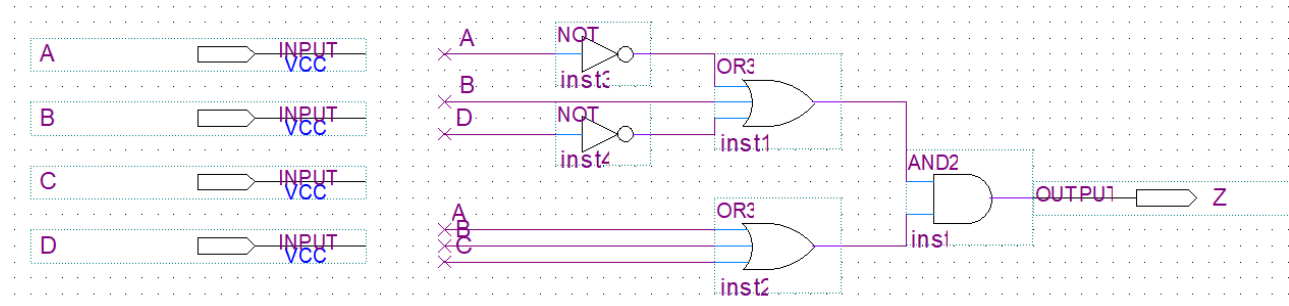 A INPUT
VCC
B INPUT
VCC
C INPUT
VCC
D INPUT
VCC
A
NOT
inst3
B
D
NOT
inst4
OR3
inst1
A
B
C
OR3
inst2
AND2
inst
OUTPUT Z